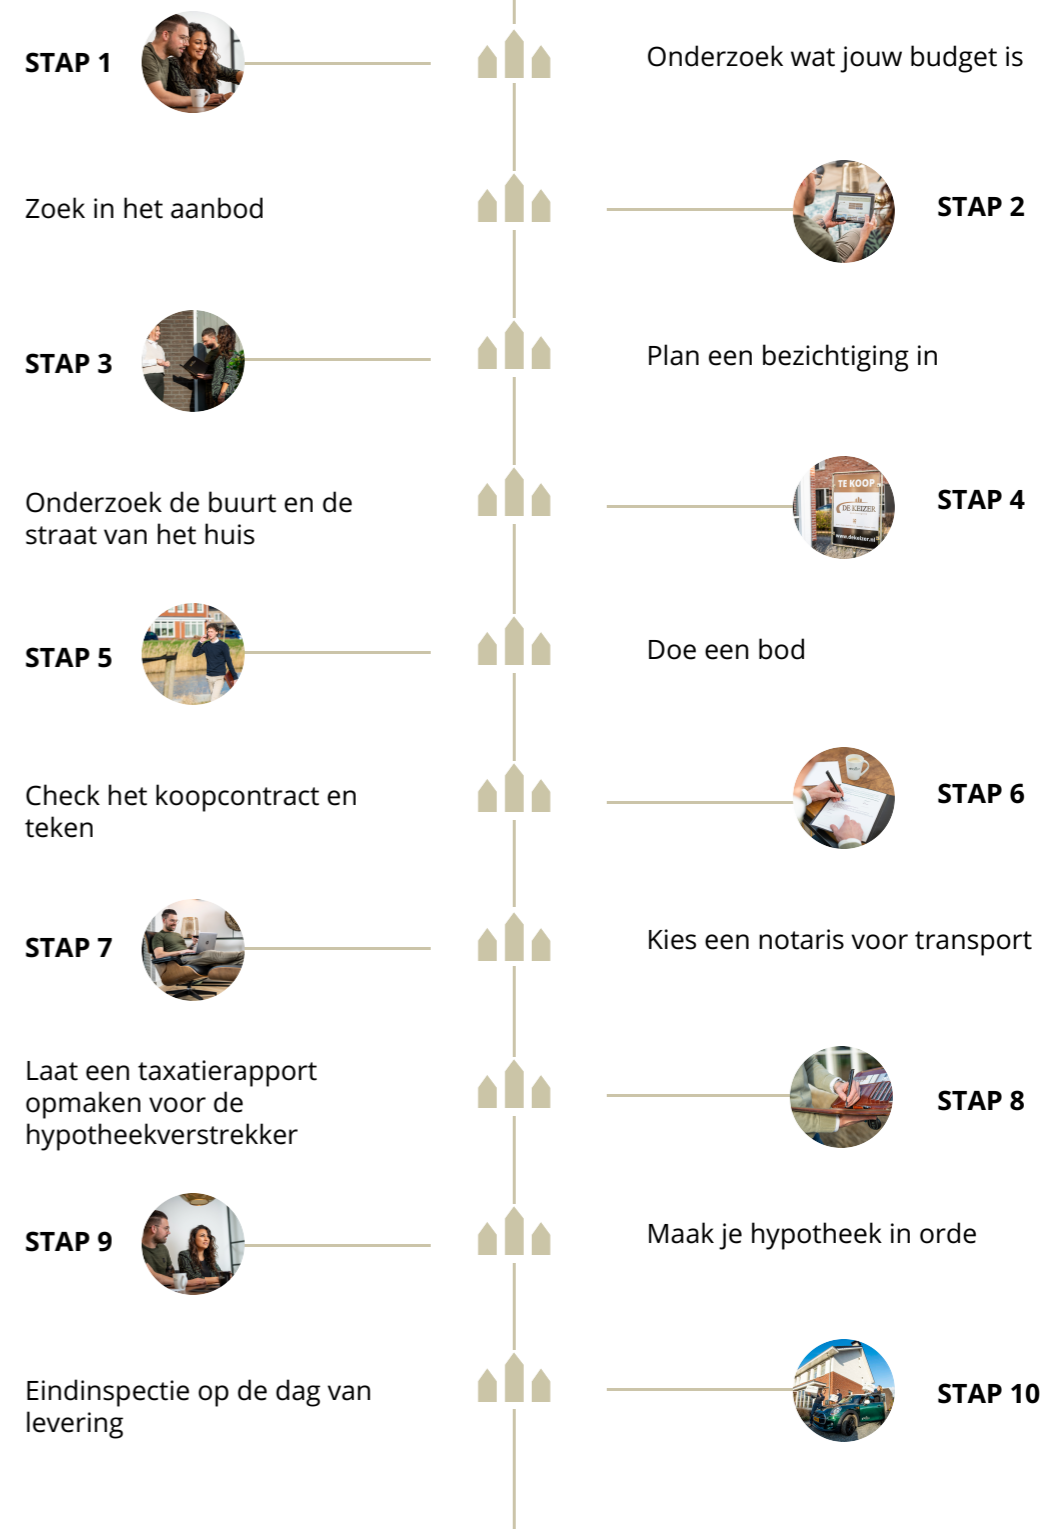 STAP 1
Onderzoek wat jouw budget is
Zoek in het aanbod
STAP 2
STAP 3
Plan een bezichtiging in
Onderzoek de buurt en de
straat van het huis
TE KOOP
DE KEIZER
www.dekeizer.nl
STAP 4
STAP 5
Doe een bod
Check het koopcontract en
teken
STAP 6
STAP 7
Kies een notaris voor transport
Laat een taxatierapport
opmaken voor de
hypotheekverstrekker
STAP 8
STAP 9
Maak je hypotheek in orde
Eindinspectie op de dag van
levering
STAP 10